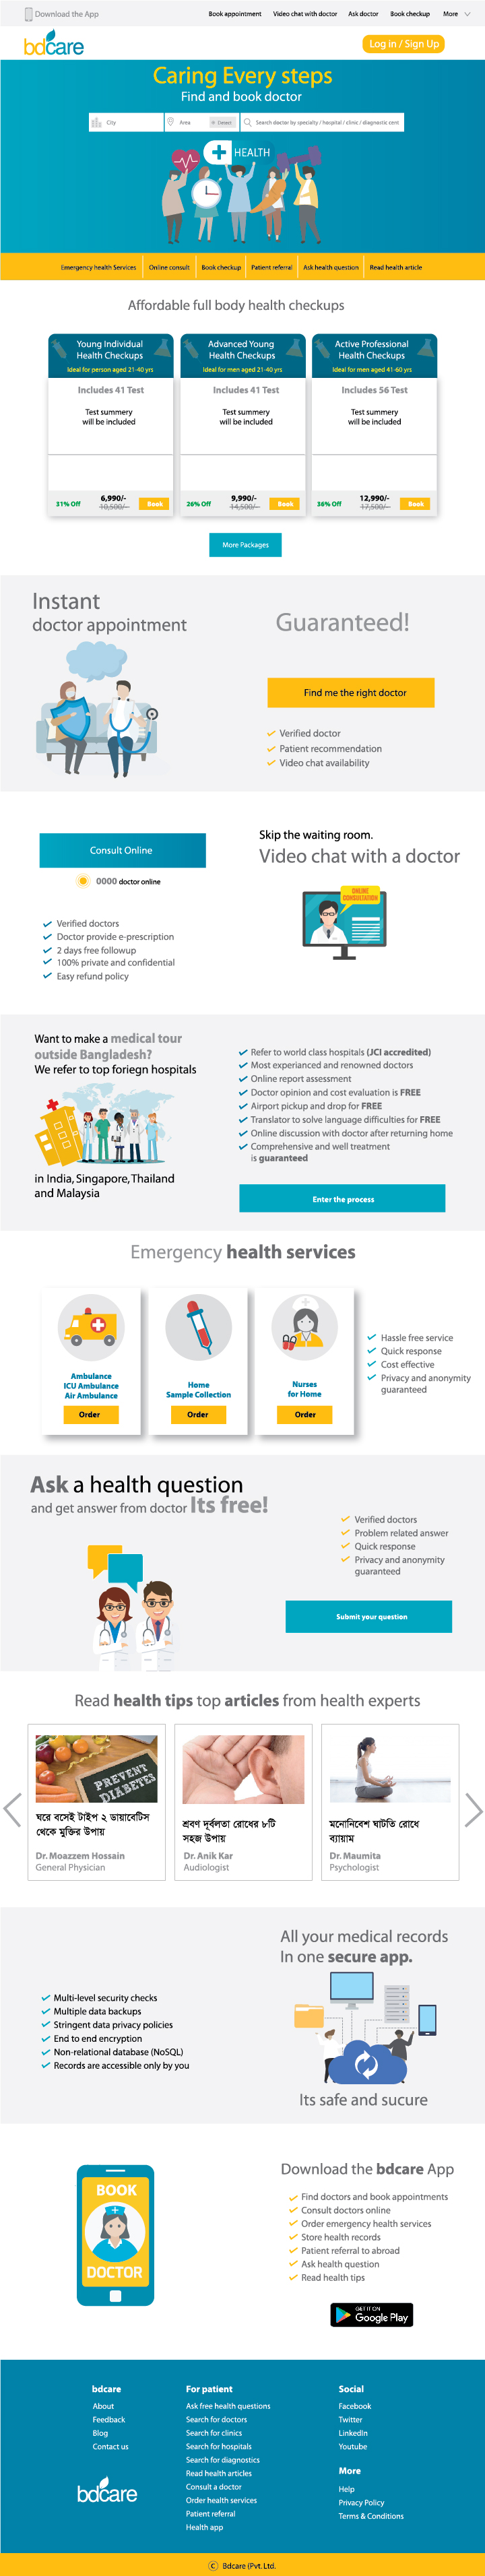 Download the App
Book appointment Video chat with doctor Ask doctor Book checkup More
bdcare
Log in / Sign Up
Caring Every steps
Find and book doctor
City Area Detect Search doctor by specialty / hospital / clinic / diagnostic cern
HEALTH
Emergency health Services Online consult Book checkup Patient referral Ask health question Read health article
Affordable full body health checkups
Young Individual
Health Checkups
Ideal for person aged 21-40 yrs
Includes 41 Test
Test summery
will be included
31% Off 6,990/- 10,500/- Book
Advanced Young
Health Checkups
Ideal for men aged 21-40 yrs
Includes 41 Test
Test summery
will be included
26% Off 9,990/- 14,500/- Book
Active Professional
Health Checkups
Ideal for men aged 41-60 yrs
Includes 56 Test
Test summery
will be included
36% Off 12,990/- 17,500/- Book
More Packages
Instant
doctor appointment
Guaranteed!
Find me the right doctor
Verified doctor
Patient recommendation
Video chat availability
Consult Online
0000 doctor online
Verified doctors
Doctor provide e-prescription
2 days free followup
100% private and confidential
Easy refund policy
Skip the waiting room.
Video chat with a doctor
ONLINE
CONSULTATION
Want to make a medical tour
outside Bangladesh?
We refer to top foriegn hospitals
in India, Singapore, Thailand
and Malaysia
Refer to world class hospitals (JCI accredited)
Most experianced and renowned doctors
Online report assessment
Doctor opinion and cost evaluation is FREE
Airport pickup and drop for FREE
Translator to solve language difficulties for FREE
Online discussion with doctor after returning home
Comprehensive and well treatment
is guaranteed
Enter the process
Emergency health services
Ambulance
ICU Ambulance
Air Ambulance
Order
Home
Sample Collection
Order
Nurses
for Home
Order
Hassle free service
Quick response
Cost effective
Privacy and anonymity
guaranteed
Ask a health question
and get answer from doctor Its free!
Verified doctors
Problem related answer
Quick response
Privacy and anonymity
guaranteed
Submit your question
Read health tips top articles from health experts
PREVENT
DIABETES
ঘরে বসেই টাইপ ২ ডায়াবেটিস
থেকে মুক্তির উপায়
Dr. Moazzem Hossain
General Physician
শ্রবণ দূর্বলতা রোধের ৮টি
সহজ উপায়
Dr. Anik Kar
Audiologist
মনোনিবেশ ঘাটতি রোধে
ব্যায়াম
Dr. Maumita
Psychologist
All your medical records
In one secure app.
Multi-level security checks
Multiple data backups
Stringent data privacy policies
End to end encryption
Non-relational database (NoSQL)
Records are accessible only by you
Its safe and sucure
BOOK
DOCTOR
Download the bdcare App
Find doctors and book appointments
Consult doctors online
Order emergency health services
Store health records
Patient referral to abroad
Ask health question
Read health tips
GET IT ON
Google Play
bdcare
About
Feedback
Blog
Contact us
bdcare
For patient
Ask free health questions
Search for doctors
Search for clinics
Search for hospitals
Search for diagnostics
Read health articles
Consult a doctor
Order health services
Patient referral
Health app
Social
Facebook
Twitter
LinkedIn
Youtube
More
Help
Privacy Policy
Terms & Conditions
© Bdcare (Pvt. Ltd.